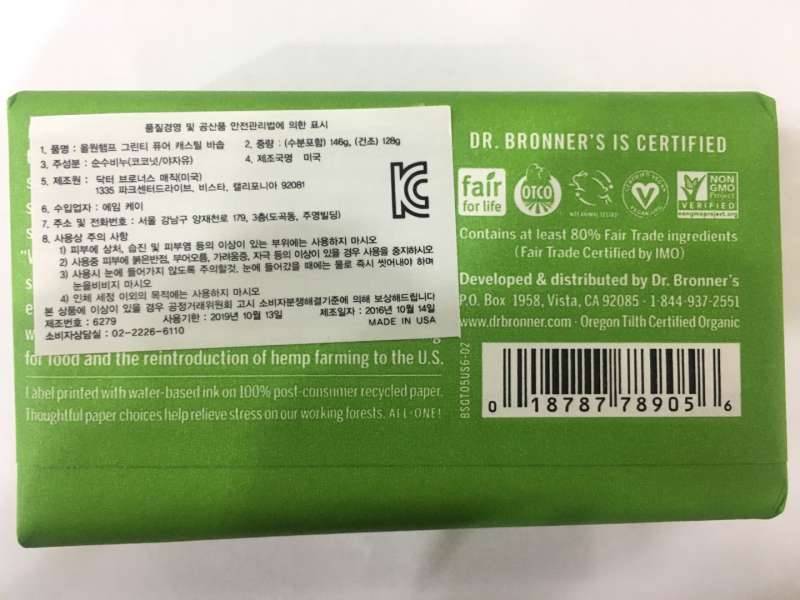 품질경영 및 공산품 안전관리법에 의한 표시
1. 품명 : 올원햄프 그린티 퓨어 캐스틸 바솝 2. 중량 : (수분포함) 146g, (건조) 128g
3. 주성분 : 순수비누(코코넛/야자유) 4. 제조국명 미국
5. 제조원 : 닥터 브로너스 매직(미국)
1335 파크센터드라이브, 비스타, 캘리포니아 92081
6. 수입업자 : 에임 케이
7. 주소 및 전화번호 : 서울 강남구 양재천로 179, 3층(도곡동, 주영빌딩)
8. 사용상 주의 사항
1) 피부에 상처, 습진 및 피부염 등의 이상이 있는 부위에는 사용하지 마시오
2) 사용중 피부에 붉은반점, 부어오름, 가려움증, 자극 등의 이상이 있을 경우 사용을 중지하시오
3) 사용시 눈에 들어가지 않도록 주의할것, 눈에 들어갔을 때에는 물로 즉시 씻어내야 하며
눈을비비지 마시오
4) 인체 세정 이외의 목적에는 사용하지 마시오
본 상품에 이상이 있을 경우 공정거래위원회 고시 소비자분쟁해결기준에 의해 보상해드립니다
제조번호 : 6279 사용기한 : 2019년 10월 13일 제조일자 : 2016년 10월 14일
소비자상담실 : 02-2226-6110 MADE IN USA
for food and the reintroduction of hemp farming to the U.S.
Label printed with water-based ink on 100% post-consumer recycled paper.
Thoughtful paper choices help relieve stress on our working forests. ALL-ONE!
DR. BRONNER'S IS CERTIFIED
fair for life
OTCO
NOT ANIMAL TESTED
CERTIFIED VEGAN
VEGAN.ORG
NON GMO Project
VERIFIED
nongmoproject.org
Contains at least 80% Fair Trade ingredients
(Fair Trade Certified by IMO)
Developed & distributed by Dr. Bronner's
P.O. Box 1958, Vista, CA 92085 · 1-844-937-2551
www.drbronner.com · Oregon Tilth Certified Organic
BSGT05US6-02
0 18787 78905 6